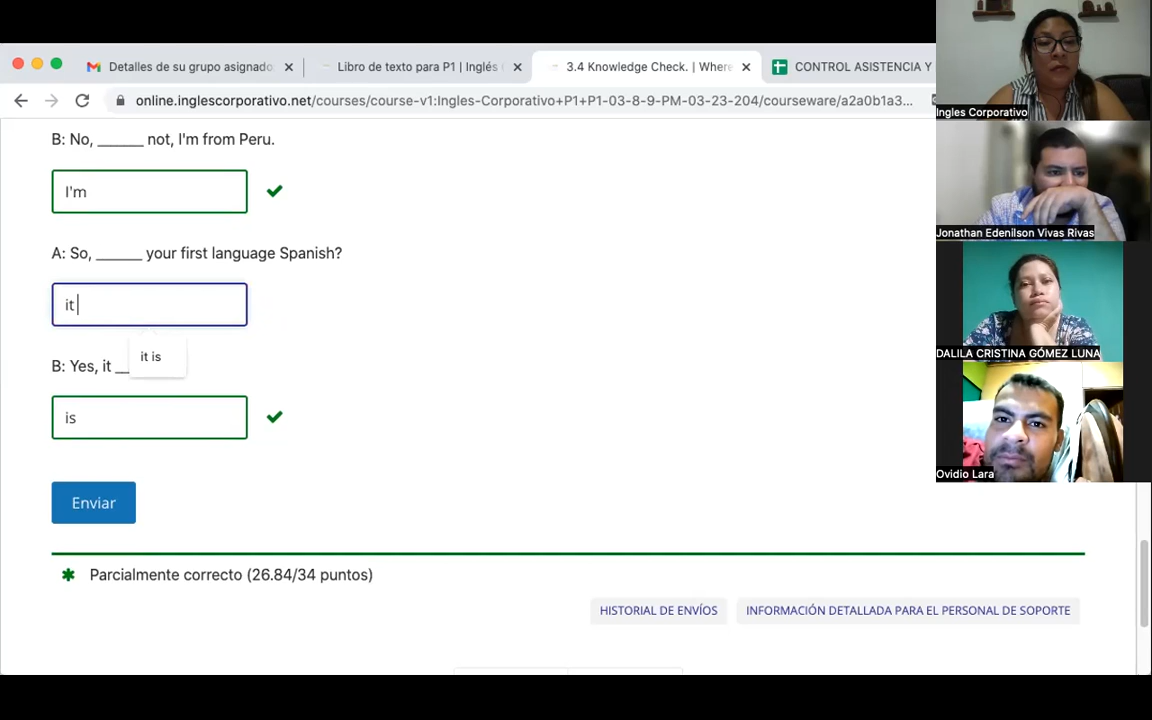 Detalles de su grupo asignado
Libro de texto para P1 | Inglés
3.4 Knowledge Check. | Where
CONTROL ASISTENCIA Y
online.inglescorporativo.net/courses/course-v1:Ingles-Corporativo+P1+P1-03-8-9-PM-03-23-204/courseware/a2a0b1a3...
B: No, ______ not, I'm from Peru.
I'm
A: So, ______ your first language Spanish?
it
it is
B: Yes, it __
is
Enviar
Parcialmente correcto (26.84/34 puntos)
HISTORIAL DE ENVÍOS
INFORMACIÓN DETALLADA PARA EL PERSONAL DE SOPORTE
Ingles Corporativo
Jonathan Edenilson Vivas Rivas
DALILA CRISTINA GÓMEZ LUNA
Ovidio Lara